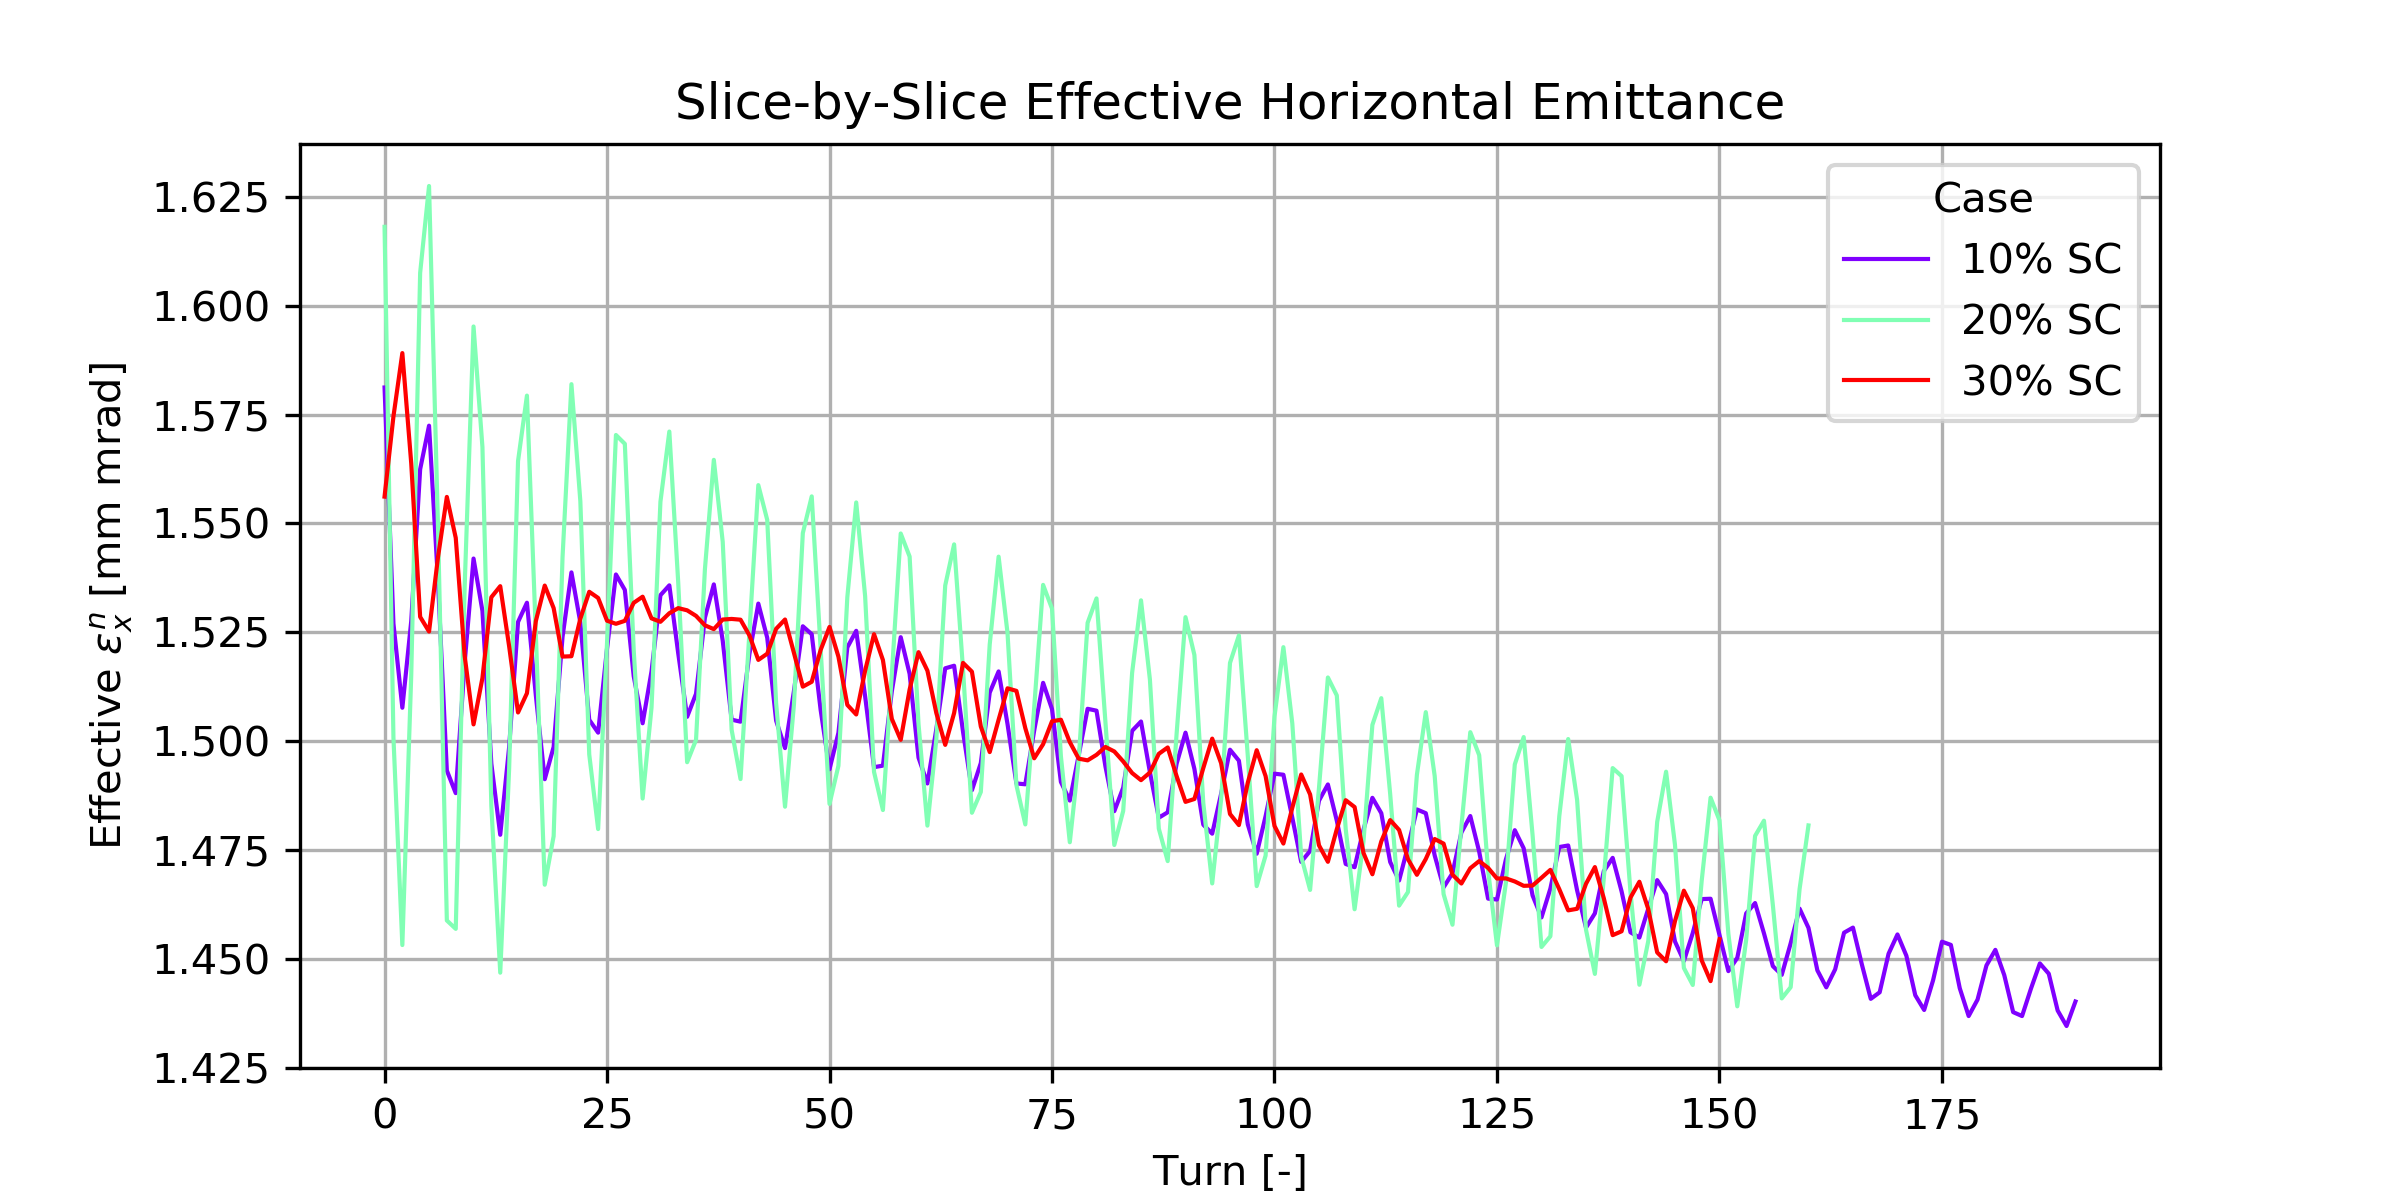 Slice-by-Slice Effective Horizontal Emittance
Case
10% SC
20% SC
30% SC
1.625
1.600
1.575
1.550
1.525
1.500
1.475
1.450
1.425
Effective εₓⁿ [mm mrad]
0 25 50 75 100 125 150 175
Turn [-]